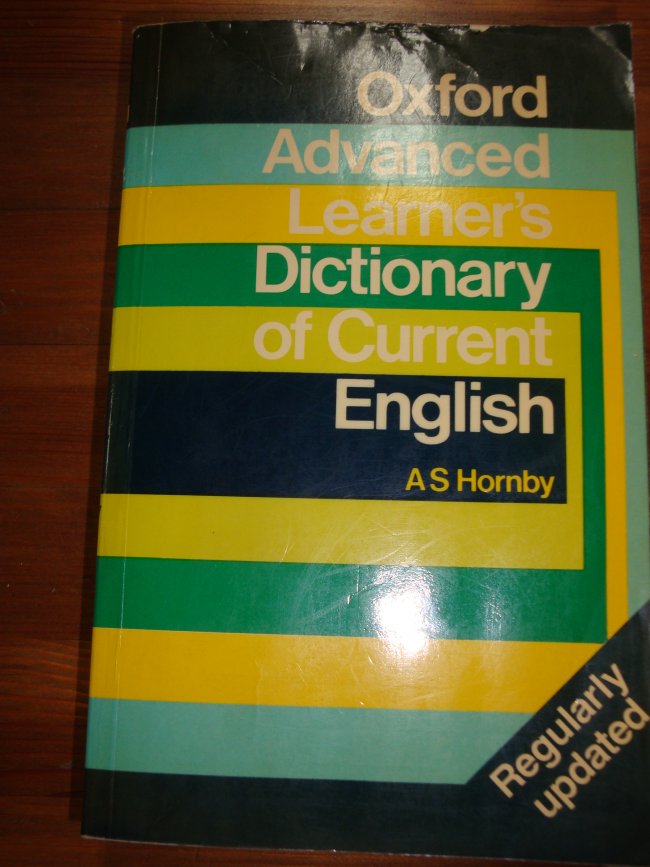 Oxford
Advanced
Learner's
Dictionary
of Current
English
A S Hornby
Regularly
updated